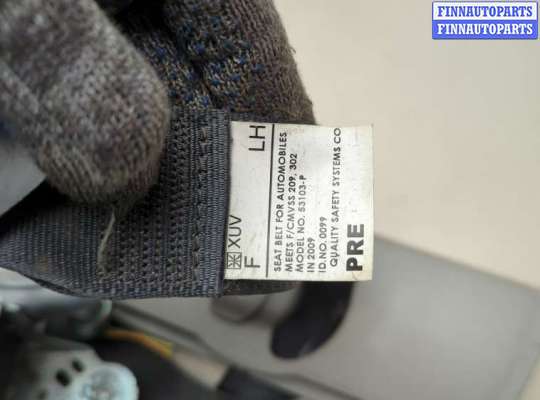 FINNAUTOPARTS
FINNAUTOPARTS
XUV
F LH
SEAT BELT FOR AUTOMOBILES
MEETS F/CMVSS 209, 302
MODEL NO. 53103-P
IN 2009
ID.NO. 0099
QUALITY SAFETY SYSTEMS CO
PRE